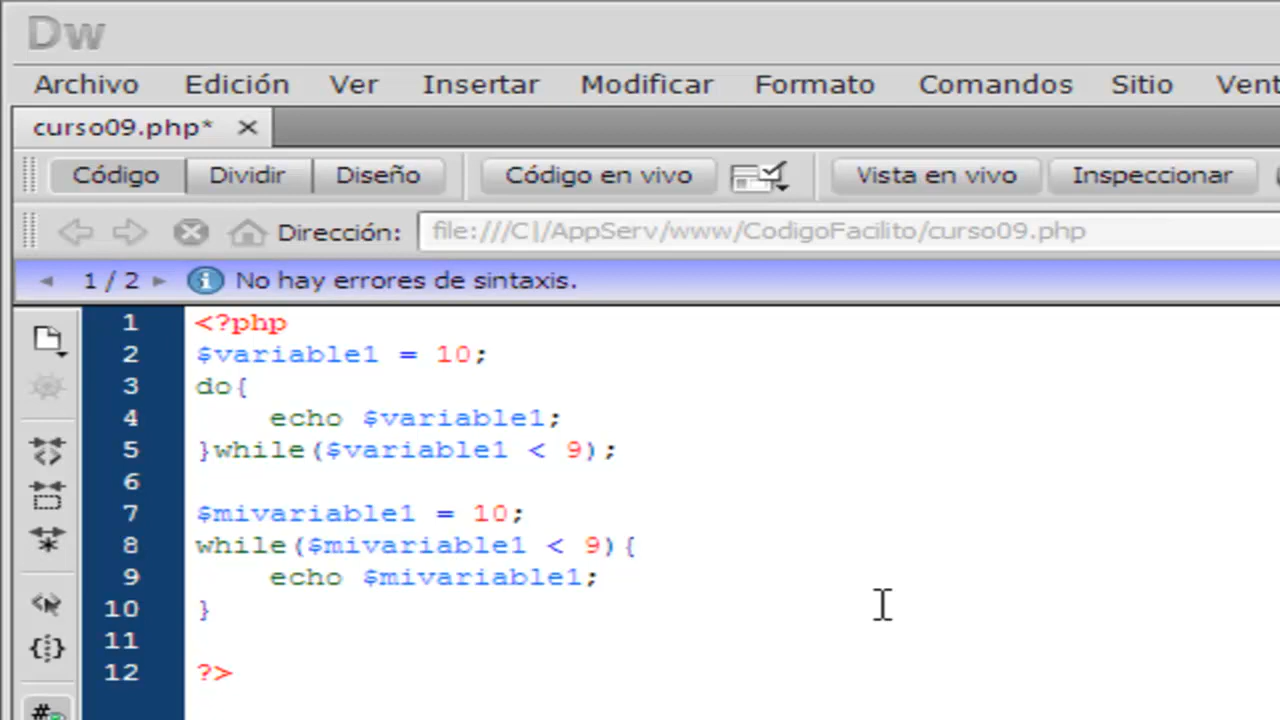 Dw
Archivo Edición Ver Insertar Modificar Formato Comandos Sitio Vent
curso09.php*
Código Dividir Diseño Código en vivo Vista en vivo Inspeccionar
Dirección: file:///C|/AppServ/www/CodigoFacilito/curso09.php
1 / 2 No hay errores de sintaxis.
1 <?php
2 $variable1 = 10;
3 do{
4 echo $variable1;
5 }while($variable1 < 9);
6
7 $mivariable1 = 10;
8 while($mivariable1 < 9){
9 echo $mivariable1;
10 }
11
12 ?>